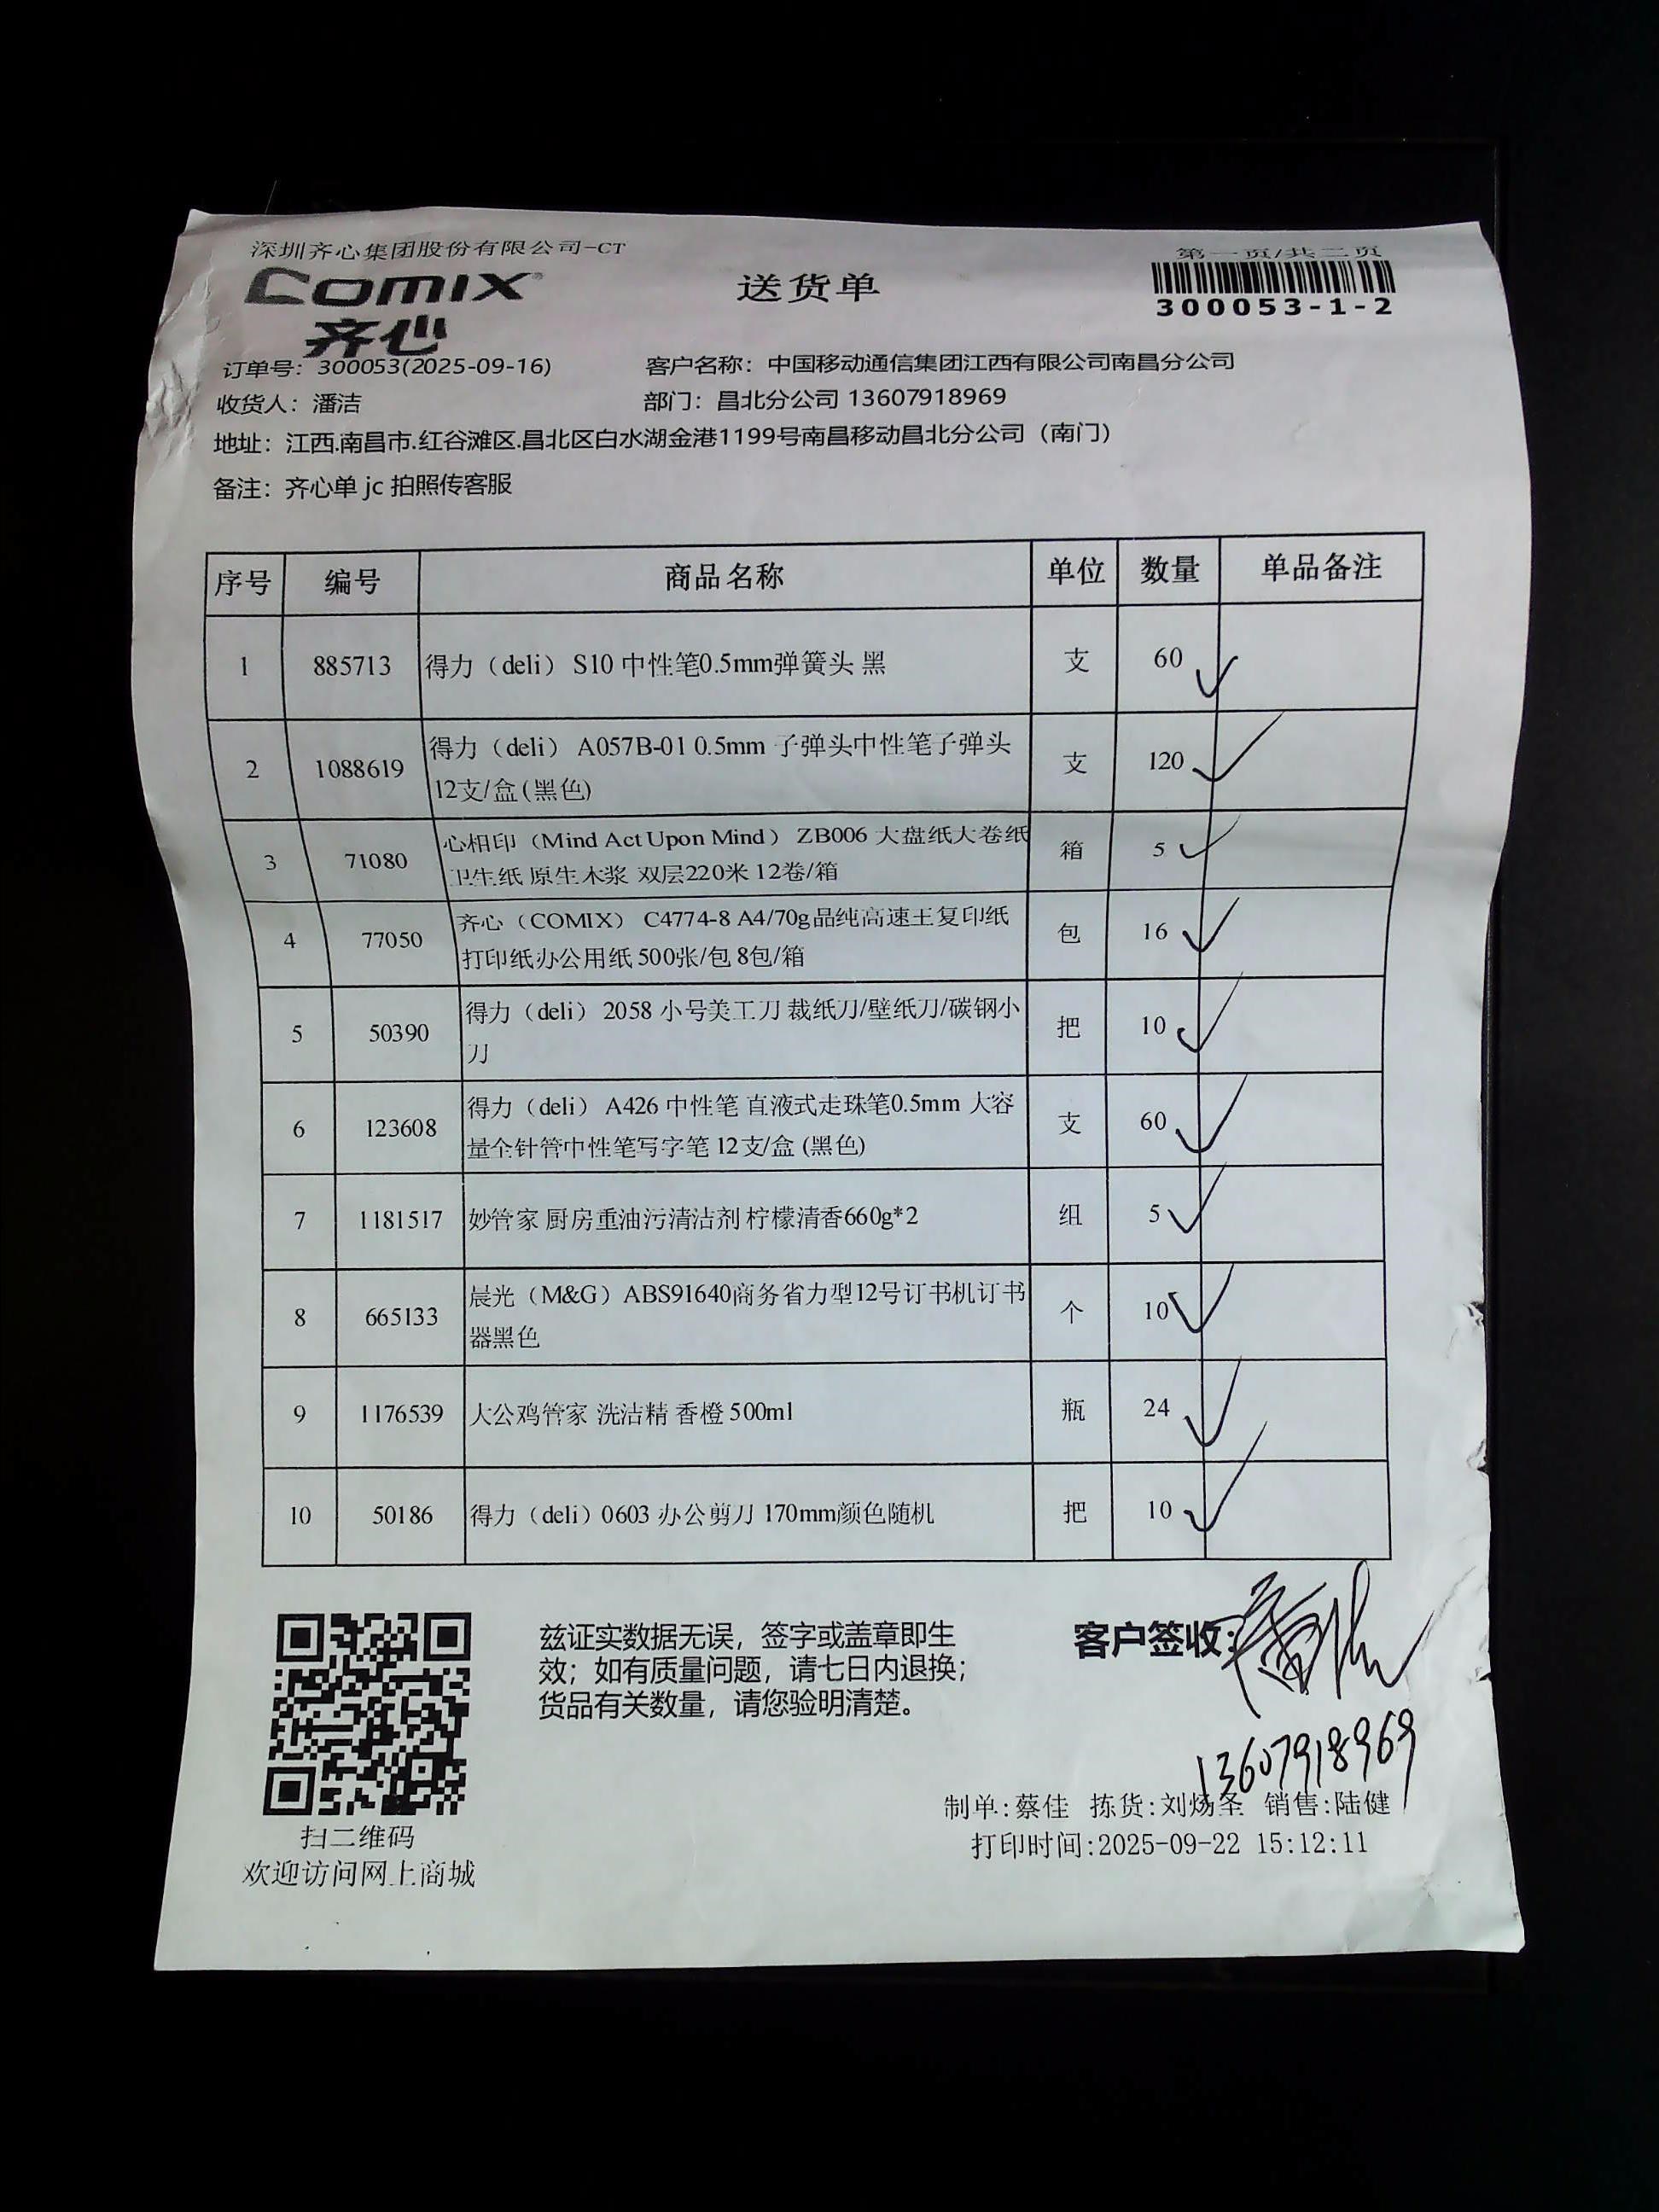 深圳齐心集团股份有限公司-CT
第一页/共二页
comix
齐心
送货单
300053-1-2
订单号：300053(2025-09-16)
客户名称：中国移动通信集团江西有限公司南昌分公司
收货人：潘洁
部门：昌北分公司 13607918969
地址：江西.南昌市.红谷滩区.昌北区白水湖金港1199号南昌移动昌北分公司（南门）
备注：齐心单 jc 拍照传客服
序号 编号 商品名称 单位 数量 单品备注
1 885713 得力（deli） S10 中性笔0.5mm弹簧头 黑 支 60 ✓
2 1088619 得力（deli） A057B-01 0.5mm 子弹头中性笔子弹头 支 120 ✓
12支/盒 (黑色)
3 71080 心相印（Mind Act Upon Mind） ZB006 大盘纸大卷纸 箱 5 ✓
卫生纸 原生木浆 双层220米 12卷/箱
4 77050 齐心（COMIX） C4774-8 A4/70g品纯高速王复印纸 包 16 ✓
打印纸办公用纸 500张/包 8包/箱
5 50390 得力（deli） 2058 小号美工刀 裁纸刀/壁纸刀/碳钢小 把 10 ✓
刀
6 123608 得力（deli） A426 中性笔 直液式走珠笔0.5mm 大容 支 60 ✓
量全针管中性笔写字笔 12支/盒 (黑色)
7 1181517 妙管家 厨房重油污清洁剂 柠檬清香660g*2 组 5 ✓
8 665133 晨光（M&G）ABS91640商务省力型12号订书机订书 个 10 ✓
器黑色
9 1176539 大公鸡管家 洗洁精 香橙 500ml 瓶 24 ✓
10 50186 得力（deli）0603 办公剪刀 170mm颜色随机 把 10 ✓
兹证实数据无误，签字或盖章即生
效；如有质量问题，请七日内退换；
货品有关数量，请您验明清楚。
客户签收：潘洁
13607918969
制单:蔡佳 拣货:刘炀圣 销售:陆健
打印时间:2025-09-22 15:12:11
扫二维码
欢迎访问网上商城